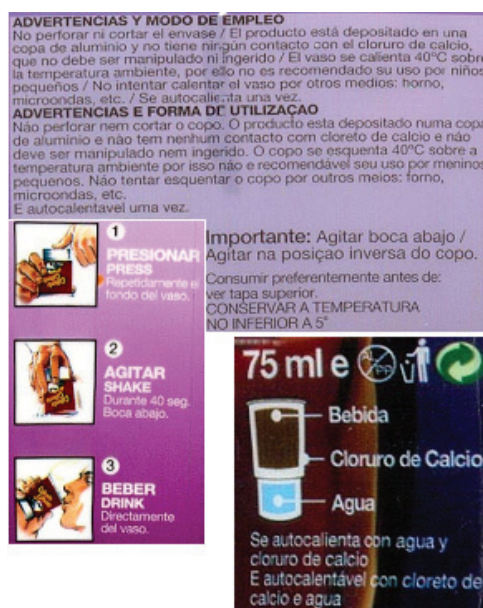 ADVERTENCIAS Y MODO DE EMPLEO
No perforar ni cortar el envase / El producto está depositado en una
copa de aluminio y no tiene ningún contacto con el cloruro de calcio,
que no debe ser manipulado ni ingerido / El vaso se calienta 40°C sobre
la temperatura ambiente, por ello no es recomendado su uso por niños
pequeños / No intentar calentar el vaso por otros medios: horno,
microondas, etc. / Se autocalienta una vez.
ADVERTENCIAS E FORMA DE UTILIZAÇAO
Não perforar nem cortar o copo. O producto esta depositado numa copa
de aluminio e não tem nenhum contacto com cloreto de calcio e não
deve ser manipulado nem ingerido. O copo se esquenta 40°C sobre a
temperatura ambiente por isso não e recomendável seu uso por meninos
pequenos. Não tentar esquentar o copo por outros meios: forno,
microondas, etc.
E autocalentavel uma vez.
Importante: Agitar boca abajo /
Agitar na posiçao inversa do copo.
Consumir preferentemente antes de:
ver tapa superior.
CONSERVAR A TEMPERATURA
NO INFERIOR A 5°
1
PRESIONAR
PRESS
Repetidamente el
fondo del vaso.
2
AGITAR
SHAKE
Durante 40 seg.
Boca abajo.
3
BEBER
DRINK
Directamente
del vaso.
75 ml e
Bebida
Cloruro de Calcio
Agua
Se autocalienta con agua y
cloruro de calcio
E autocalentável con cloreto de
calcio e agua